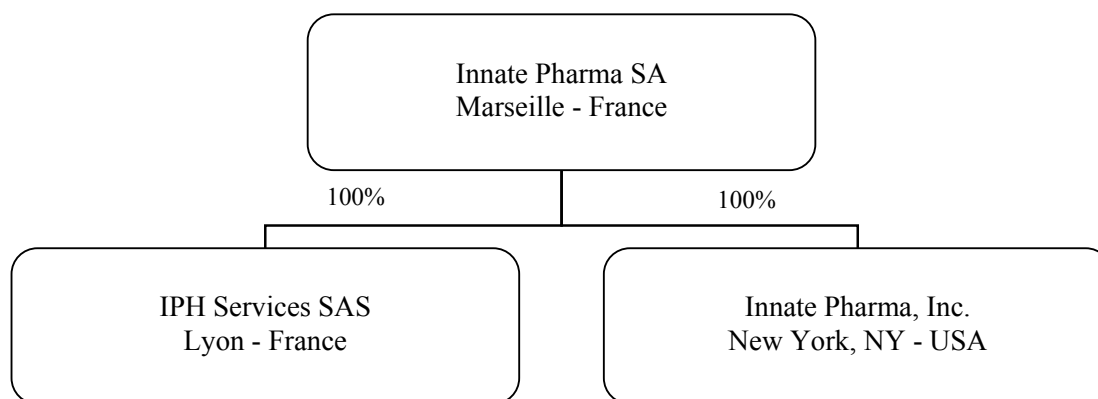 Innate Pharma SA
Marseille - France
100%
100%
IPH Services SAS
Lyon - France
Innate Pharma, Inc.
New York, NY - USA